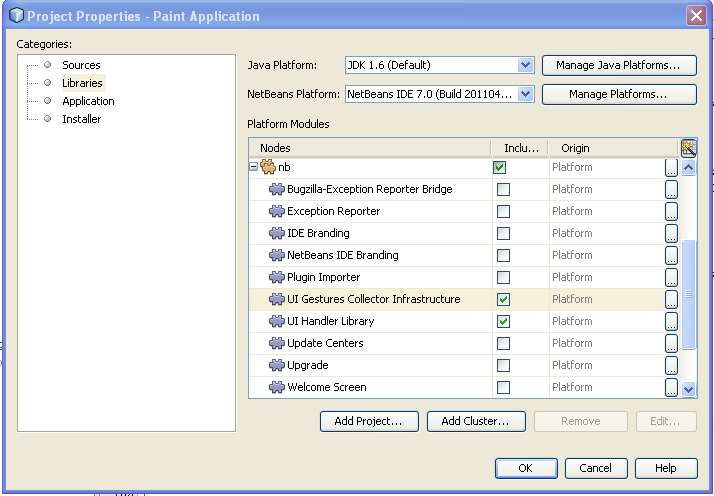 Project Properties - Paint Application
Categories:
Sources
Libraries
Application
Installer
Java Platform:
JDK 1.6 (Default)
Manage Java Platforms...
NetBeans Platform:
NetBeans IDE 7.0 (Build 201104...
Manage Platforms...
Platform Modules
Nodes
Inclu...
Origin
nb
Platform
...
Bugzilla-Exception Reporter Bridge
Platform
...
Exception Reporter
Platform
...
IDE Branding
Platform
...
NetBeans IDE Branding
Platform
...
Plugin Importer
Platform
...
UI Gestures Collector Infrastructure
Platform
...
UI Handler Library
Platform
...
Update Centers
Platform
...
Upgrade
Platform
...
Welcome Screen
Platform
...
Add Project...
Add Cluster...
Remove
Edit...
OK
Cancel
Help